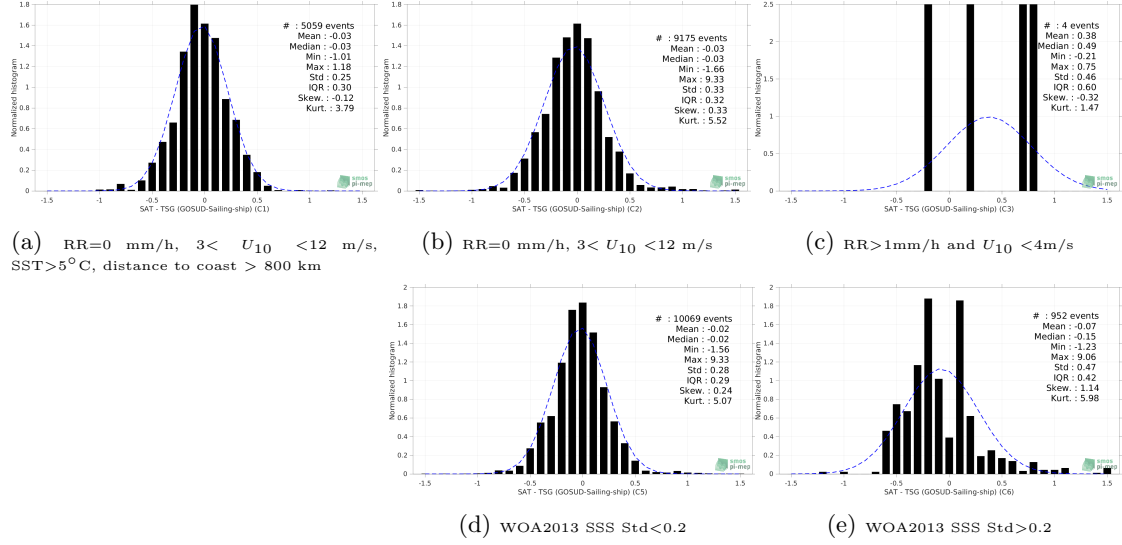 1.8
1.6
1.4
1.2
1
0.8
0.6
0.4
0.2
0
-1.5 -1 -0.5 0 0.5 1 1.5
Normalized histogram
SAT - TSG (GOSUD-Sailing-ship) (C1)
# : 5059 events
Mean : -0.03
Median : -0.03
Min : -1.01
Max : 1.18
Std : 0.25
IQR : 0.30
Skew. : -0.12
Kurt. : 3.79
smos
pi-mep
(a) RR=0 mm/h, 3< U10 <12 m/s,
SST>5°C, distance to coast > 800 km
1.8
1.6
1.4
1.2
1
0.8
0.6
0.4
0.2
0
-1.5 -1 -0.5 0 0.5 1 1.5
Normalized histogram
SAT - TSG (GOSUD-Sailing-ship) (C2)
# : 9175 events
Mean : -0.03
Median : -0.03
Min : -1.66
Max : 9.33
Std : 0.33
IQR : 0.32
Skew. : 0.33
Kurt. : 5.52
smos
pi-mep
(b) RR=0 mm/h, 3< U10 <12 m/s
2.5
2
1.5
1
0.5
0
-1.5 -1 -0.5 0 0.5 1 1.5
Normalized histogram
SAT - TSG (GOSUD-Sailing-ship) (C3)
# : 4 events
Mean : 0.38
Median : 0.49
Min : -0.21
Max : 0.75
Std : 0.46
IQR : 0.60
Skew. : -0.32
Kurt. : 1.47
smos
pi-mep
(c) RR>1mm/h and U10 <4m/s
2
1.8
1.6
1.4
1.2
1
0.8
0.6
0.4
0.2
0
-1.5 -1 -0.5 0 0.5 1 1.5
Normalized histogram
SAT - TSG (GOSUD-Sailing-ship) (C5)
# : 10069 events
Mean : -0.02
Median : -0.02
Min : -1.56
Max : 9.33
Std : 0.28
IQR : 0.29
Skew. : 0.24
Kurt. : 5.07
smos
pi-mep
(d) WOA2013 SSS Std<0.2
2
1.8
1.6
1.4
1.2
1
0.8
0.6
0.4
0.2
0
-1.5 -1 -0.5 0 0.5 1 1.5
Normalized histogram
SAT - TSG (GOSUD-Sailing-ship) (C6)
# : 952 events
Mean : -0.07
Median : -0.15
Min : -1.23
Max : 9.06
Std : 0.47
IQR : 0.42
Skew. : 1.14
Kurt. : 5.98
smos
pi-mep
(e) WOA2013 SSS Std>0.2